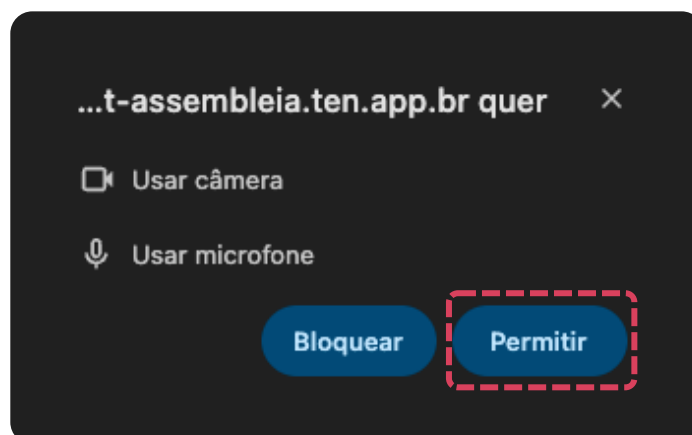 ...t-assembleia.ten.app.br quer
Usar câmera
Usar microfone
Bloquear
Permitir